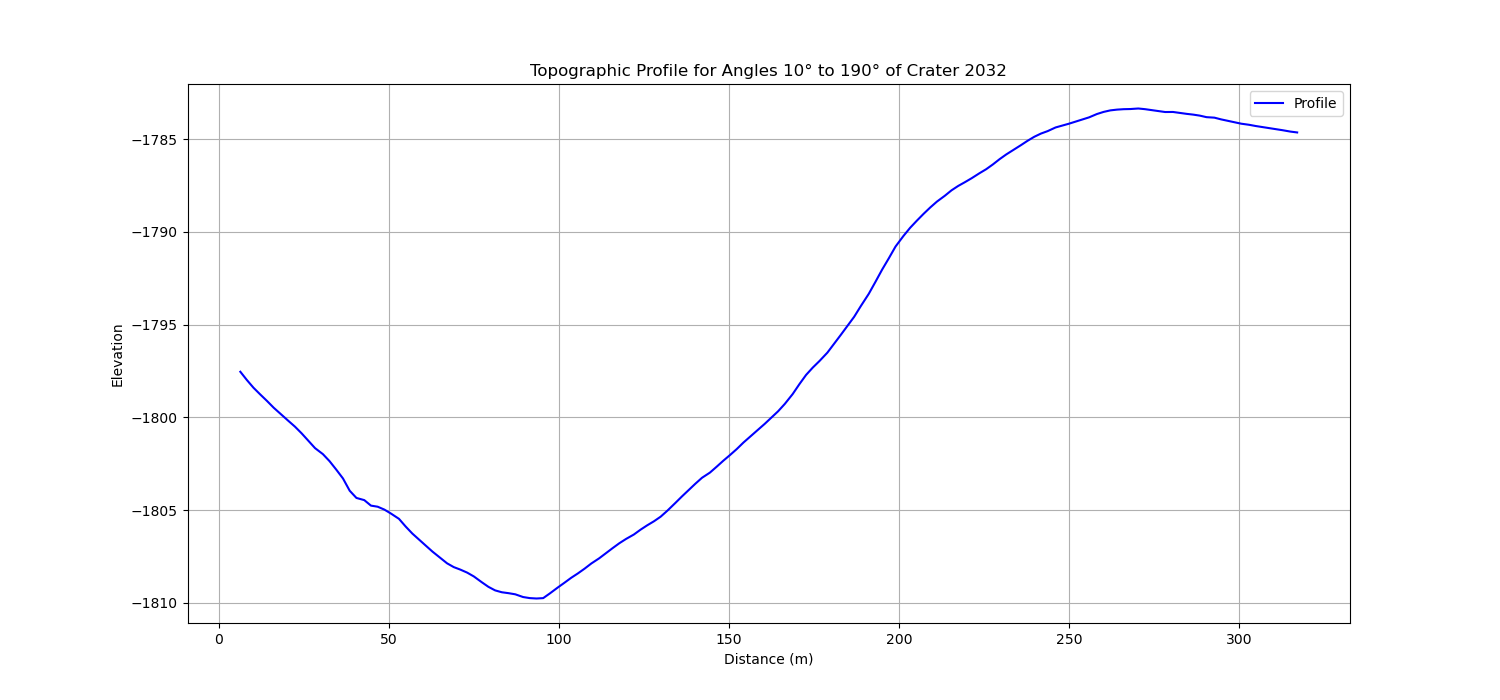 Topographic Profile for Angles 10° to 190° of Crater 2032
Profile
Elevation
−1785
−1790
−1795
−1800
−1805
−1810
0 50 100 150 200 250 300
Distance (m)